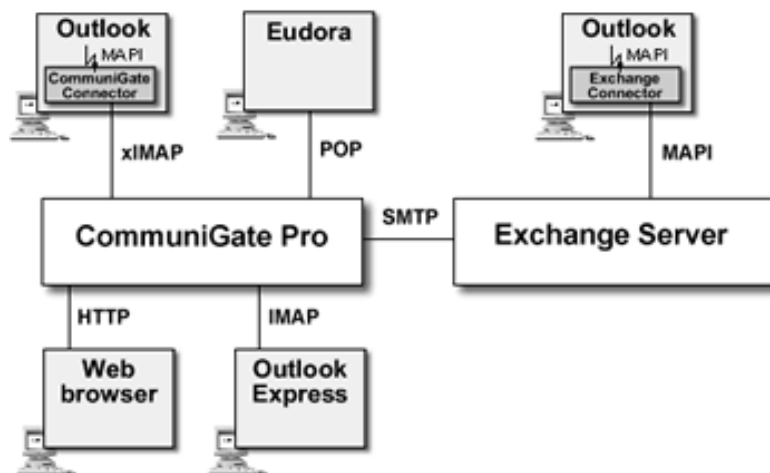 Outlook
MAPI
CommuniGate
Connector
Eudora
Outlook
MAPI
Exchange
Connector
xIMAP
POP
MAPI
CommuniGate Pro
SMTP
Exchange Server
HTTP
IMAP
Web
browser
Outlook
Express